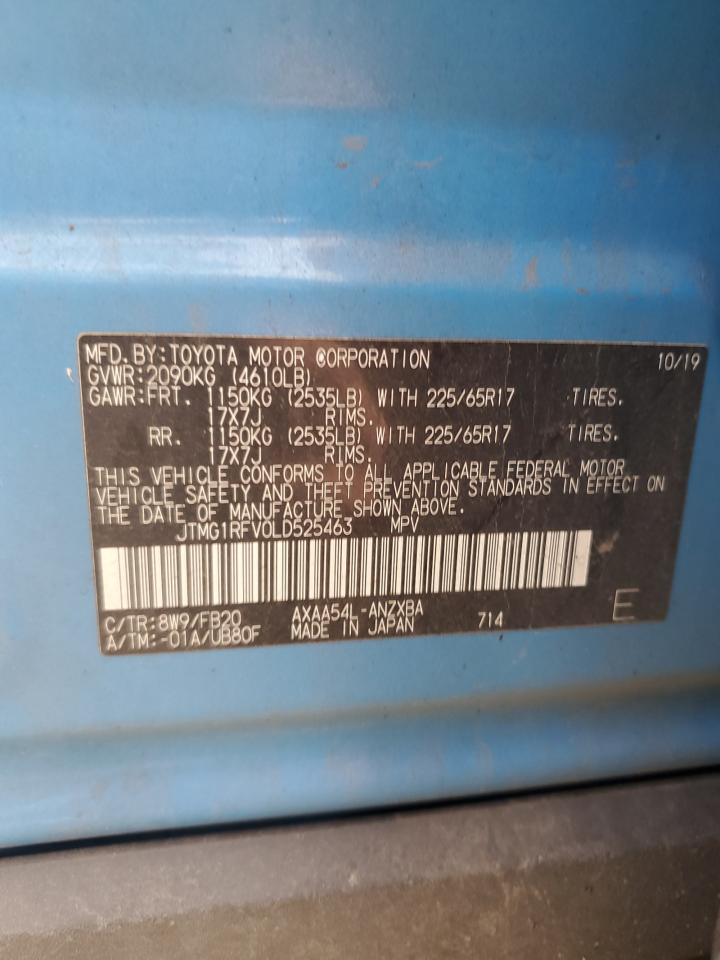 MFD.BY:TOYOTA MOTOR CORPORATION 10/19
GVWR:2090KG (4610LB)
GAWR:FRT. 1150KG (2535LB) WITH 225/65R17 TIRES.
17X7J RIMS.
RR. 1150KG (2535LB) WITH 225/65R17 TIRES.
17X7J RIMS.
THIS VEHICLE CONFORMS TO ALL APPLICABLE FEDERAL MOTOR
VEHICLE SAFETY AND THEFT PREVENTION STANDARDS IN EFFECT ON
THE DATE OF MANUFACTURE SHOWN ABOVE.
JTMG1RFV0LD525463 MPV
C/TR:8W9/FB20 AXAA54L-ANZXBA
A/TM:-01A/UB80F MADE IN JAPAN 714 E